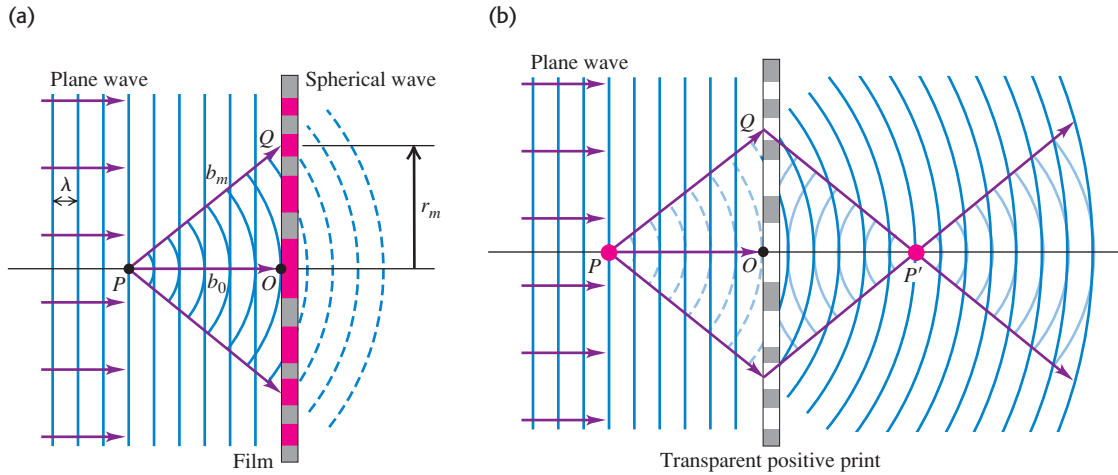 (a)
Plane wave
Spherical wave
Q
λ
b_m
r_m
P
b_0
O
Film
(b)
Plane wave
Q
P
O
P′
Transparent positive print